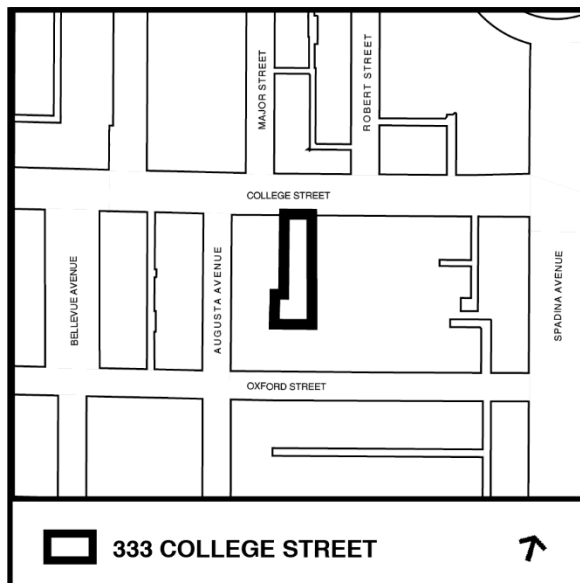 MAJOR STREET
ROBERT STREET
COLLEGE STREET
BELLEVUE AVENUE
AUGUSTA AVENUE
SPADINA AVENUE
OXFORD STREET
333 COLLEGE STREET